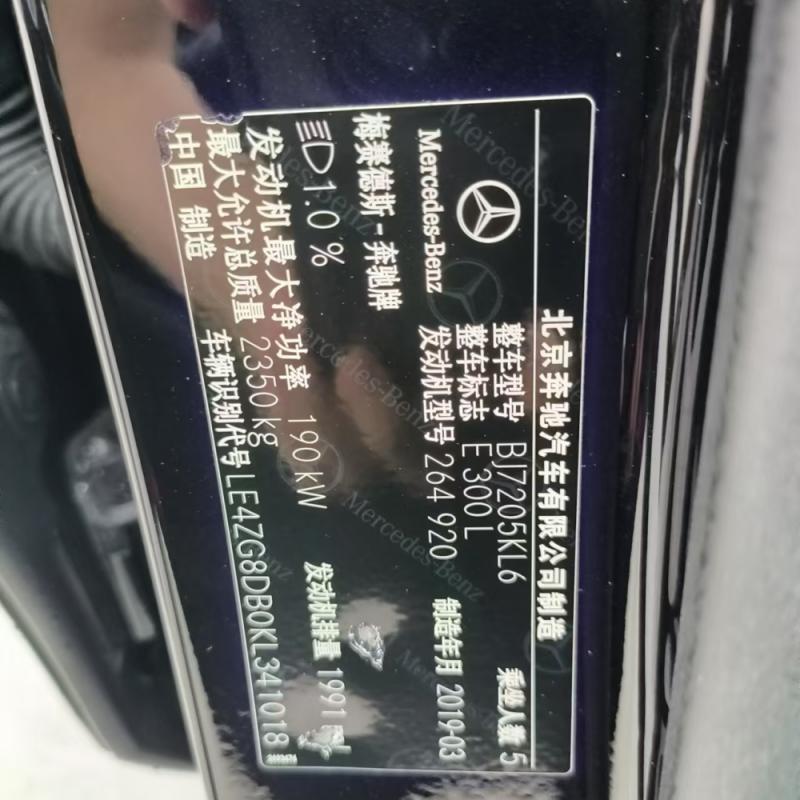 北京奔驰汽车有限公司制造
Mercedes-Benz
整车型号 BJ7205KL6 乘坐人数 5
整车标志 E 300 L
发动机型号 264 920 制造年月 2019-03
梅赛德斯-奔驰牌
1.0 %
发动机最大净功率 190 kW 发动机排量 1991
最大允许总质量 2350 kg
中国 制造 车辆识别代号 LE4ZG8DB0KL341018